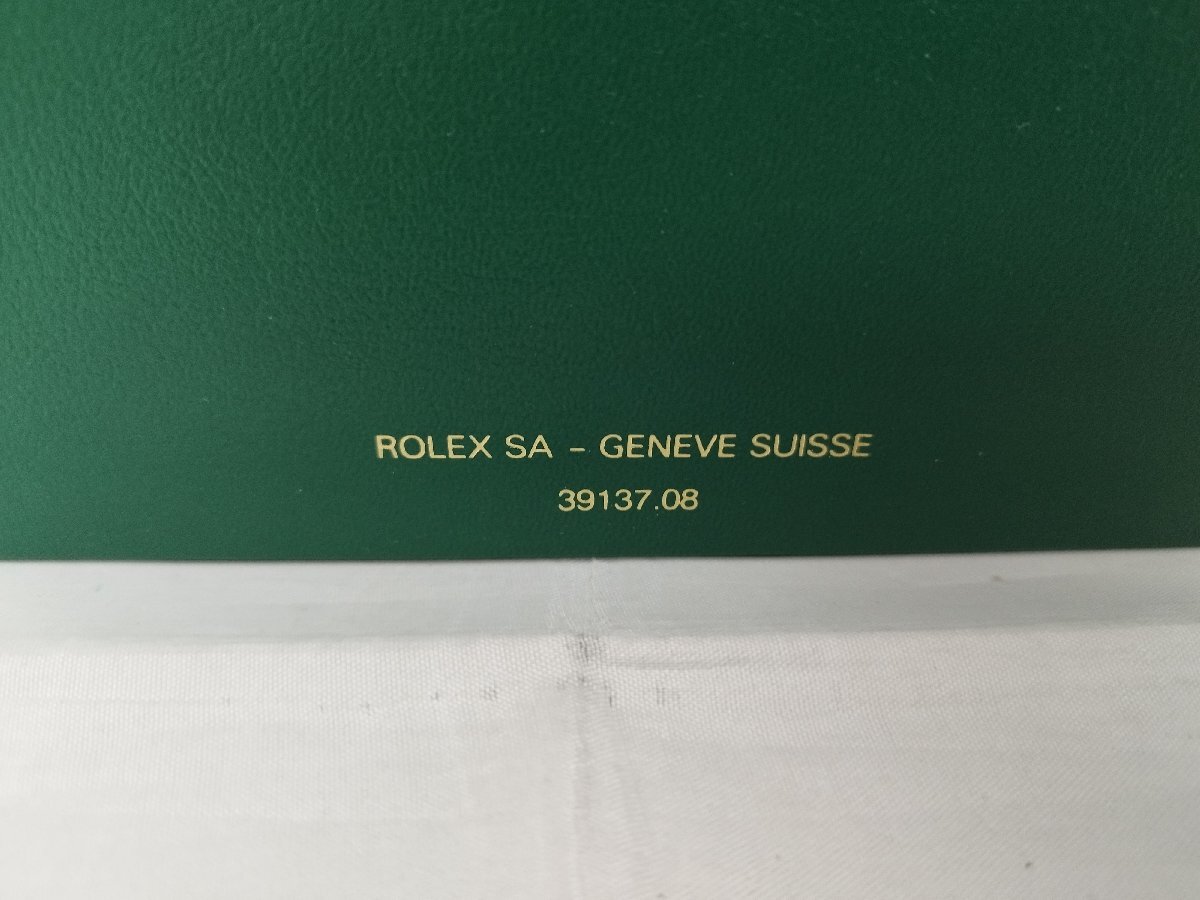 ROLEX SA – GENEVE SUISSE
39137.08